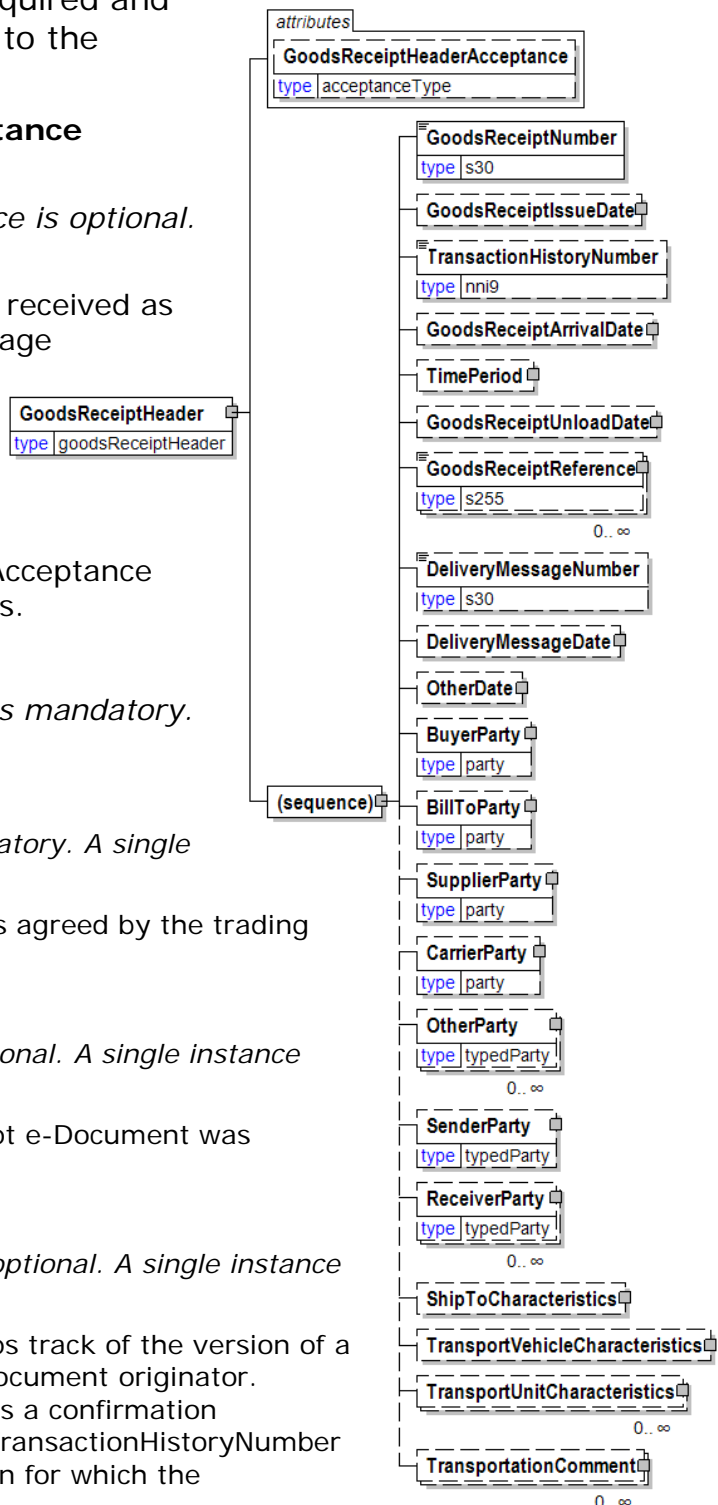 quired and
to the
tance
ce is optional.
received as
age
Acceptance
s.
s mandatory.
atory. A single
s agreed by the trading
onal. A single instance
ot e-Document was
optional. A single instance
os track of the version of a
ocument originator.
s a confirmation
TransactionHistoryNumber
n for which the
attributes
GoodsReceiptHeaderAcceptance
type acceptanceType
GoodsReceiptHeader
type goodsReceiptHeader
(sequence)
GoodsReceiptNumber
type s30
GoodsReceiptIssueDate
TransactionHistoryNumber
type nni9
GoodsReceiptArrivalDate
TimePeriod
GoodsReceiptUnloadDate
GoodsReceiptReference
type s255
0.. ∞
DeliveryMessageNumber
type s30
DeliveryMessageDate
OtherDate
BuyerParty
type party
BillToParty
type party
SupplierParty
type party
CarrierParty
type party
OtherParty
type typedParty
0.. ∞
SenderParty
type typedParty
ReceiverParty
type typedParty
0.. ∞
ShipToCharacteristics
TransportVehicleCharacteristics
TransportUnitCharacteristics
0.. ∞
TransportationComment
0.. ∞